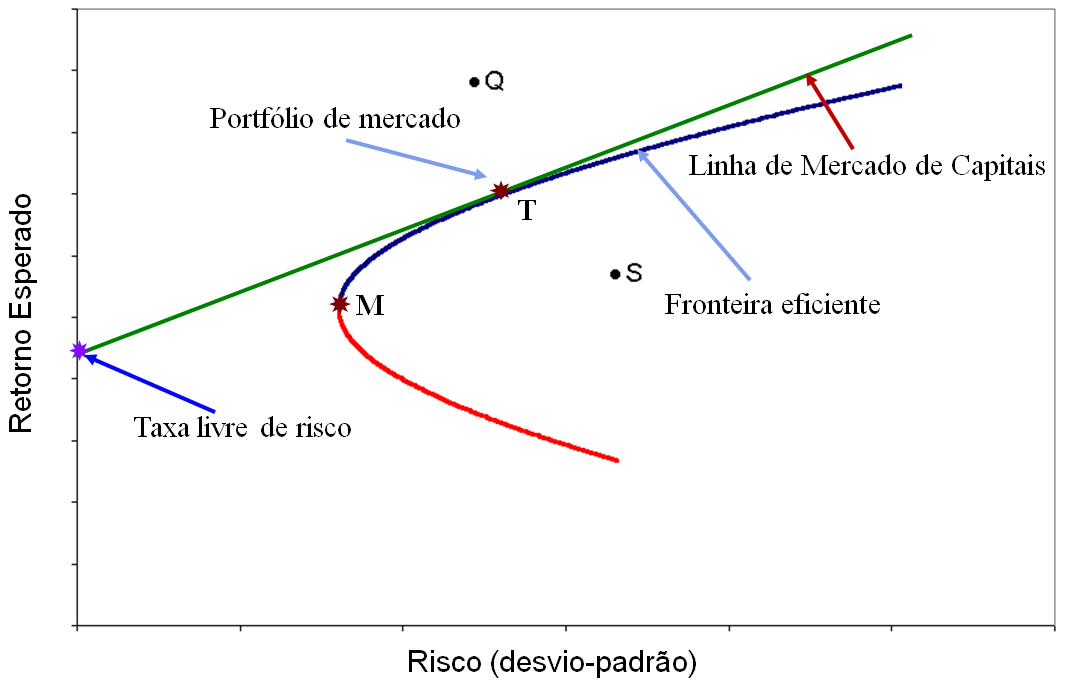 Q
Portfólio de mercado
Linha de Mercado de Capitais
T
S
M
Fronteira eficiente
Taxa livre de risco
Retorno Esperado
Risco (desvio-padrão)